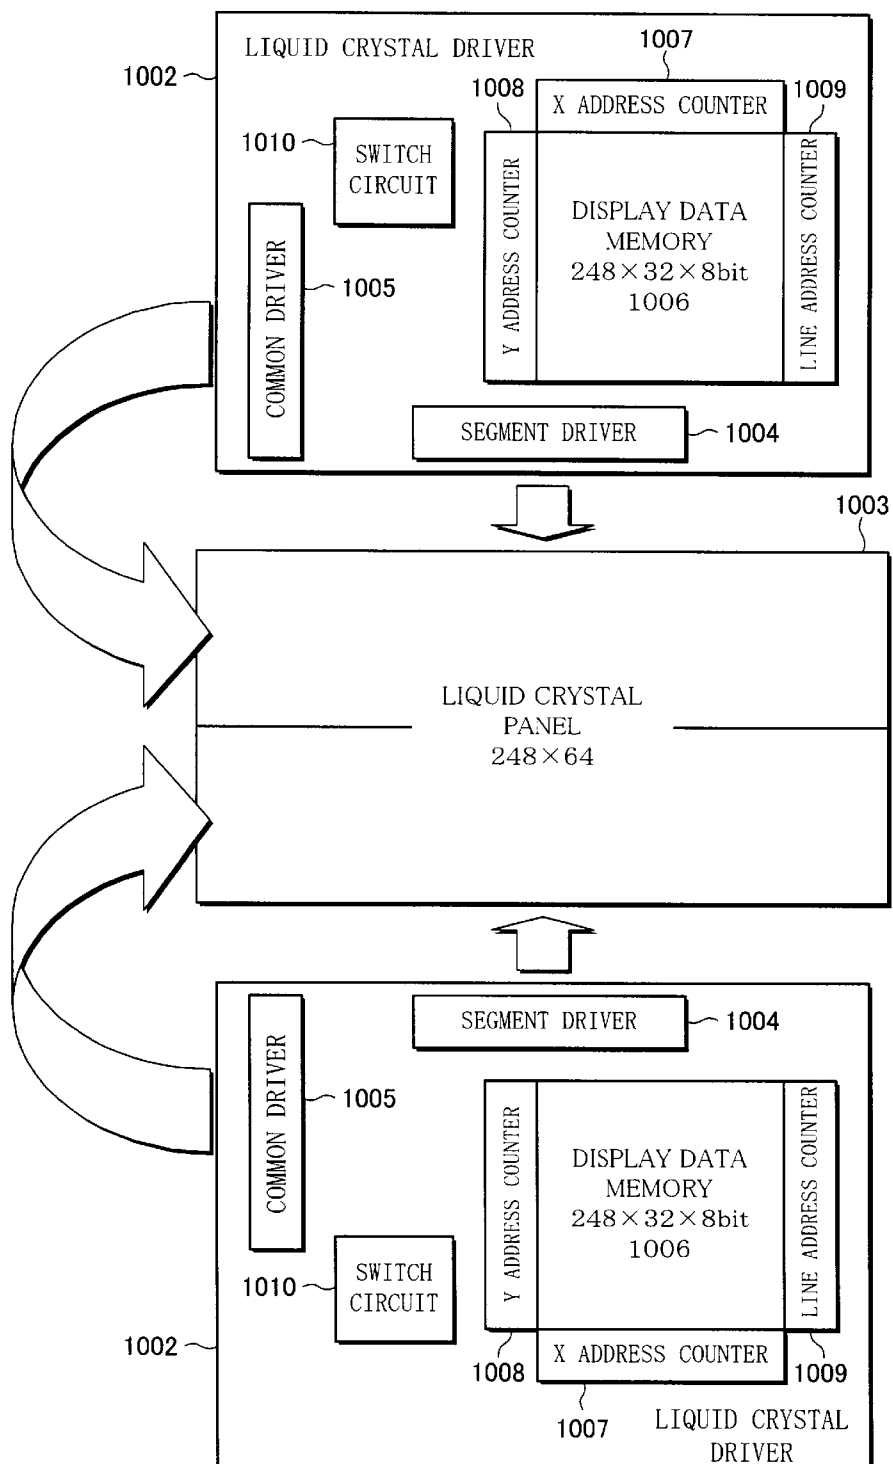 LIQUID CRYSTAL DRIVER
1007
1002
1008
1009
X ADDRESS COUNTER
1010
SWITCH
CIRCUIT
Y ADDRESS COUNTER
DISPLAY DATA
MEMORY
248×32×8bit
1006
LINE ADDRESS COUNTER
COMMON DRIVER
1005
SEGMENT DRIVER
1004
1003
LIQUID CRYSTAL
PANEL
248×64
SEGMENT DRIVER
1004
COMMON DRIVER
1005
Y ADDRESS COUNTER
DISPLAY DATA
MEMORY
248×32×8bit
1006
LINE ADDRESS COUNTER
1010
SWITCH
CIRCUIT
1002
X ADDRESS COUNTER
1008
1009
1007
LIQUID CRYSTAL
DRIVER